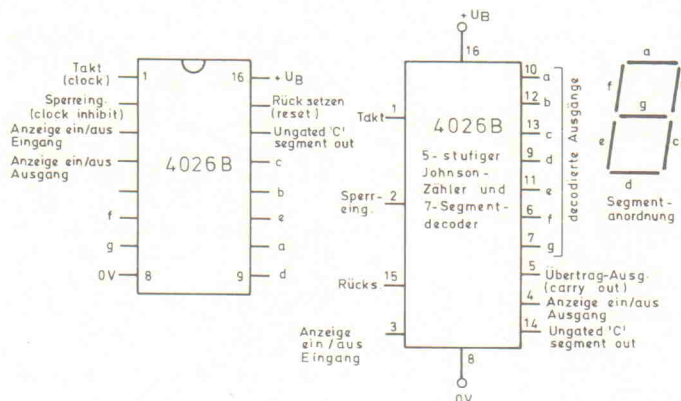 Takt
(clock)
1
16
+ UB
Sperreing.
(clock inhibit)
Rücksetzen
(reset)
Anzeige ein/aus
Eingang
Ungated 'C'
segment out
Anzeige ein/aus
Ausgang
4026B
c
b
f
e
g
a
0V
8
9
d
+ UB
16
Takt
1
4026B
5- stufiger
Johnson-
Zähler und
7-Segment-
decoder
Sperr-
eing.
2
Rücks.
15
Anzeige
ein/aus
Eingang
3
10
a
12
b
13
c
9
d
11
e
6
f
7
g
decodierte Ausgänge
5
Übertrag-Ausg.
(carry out)
4
Anzeige ein/aus
Ausgang
14
Ungated 'C'
segment out
8
0V
a
f
g
e
c
d
Segment-
anordnung